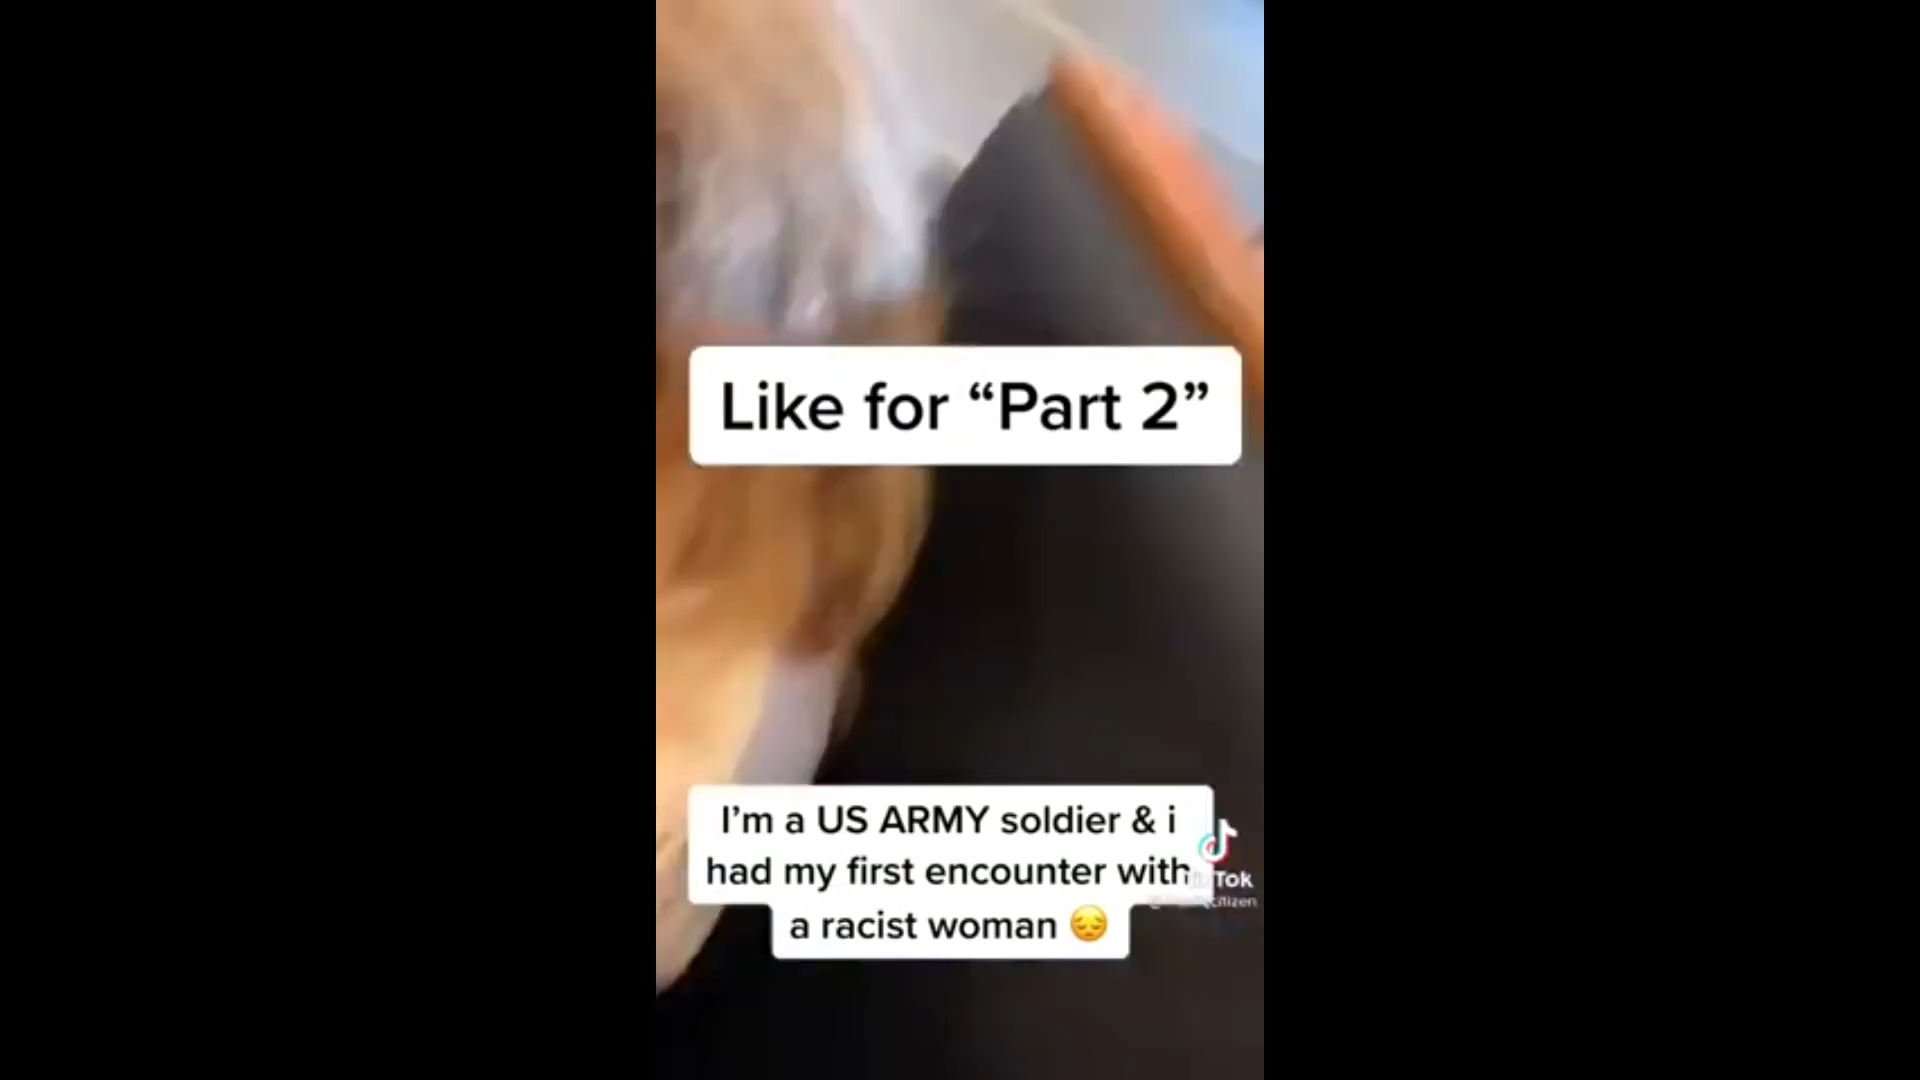 Like for “Part 2”
I’m a US ARMY soldier & i
had my first encounter with
a racist woman 😔
TikTok